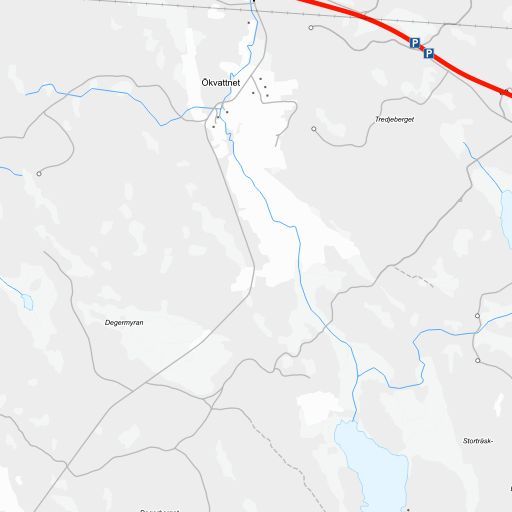 P
P
Ökvattnet
Tredjeberget
Degermyran
Storträsk-